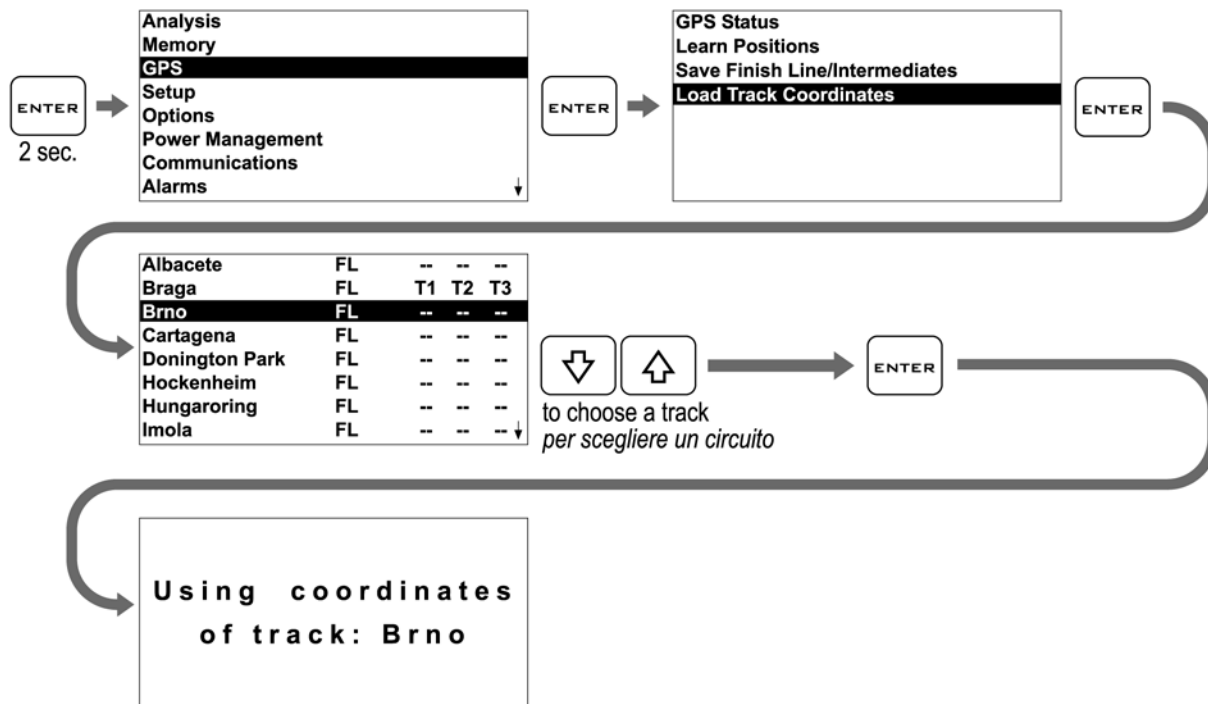 ENTER
2 sec.
Analysis
Memory
GPS
Setup
Options
Power Management
Communications
Alarms
ENTER
GPS Status
Learn Positions
Save Finish Line/Intermediates
Load Track Coordinates
ENTER
Albacete FL -- -- --
Braga FL T1 T2 T3
Brno FL -- -- --
Cartagena FL -- -- --
Donington Park FL -- -- --
Hockenheim FL -- -- --
Hungaroring FL -- -- --
Imola FL -- -- --
to choose a track
per scegliere un circuito
ENTER
Using coordinates
of track: Brno